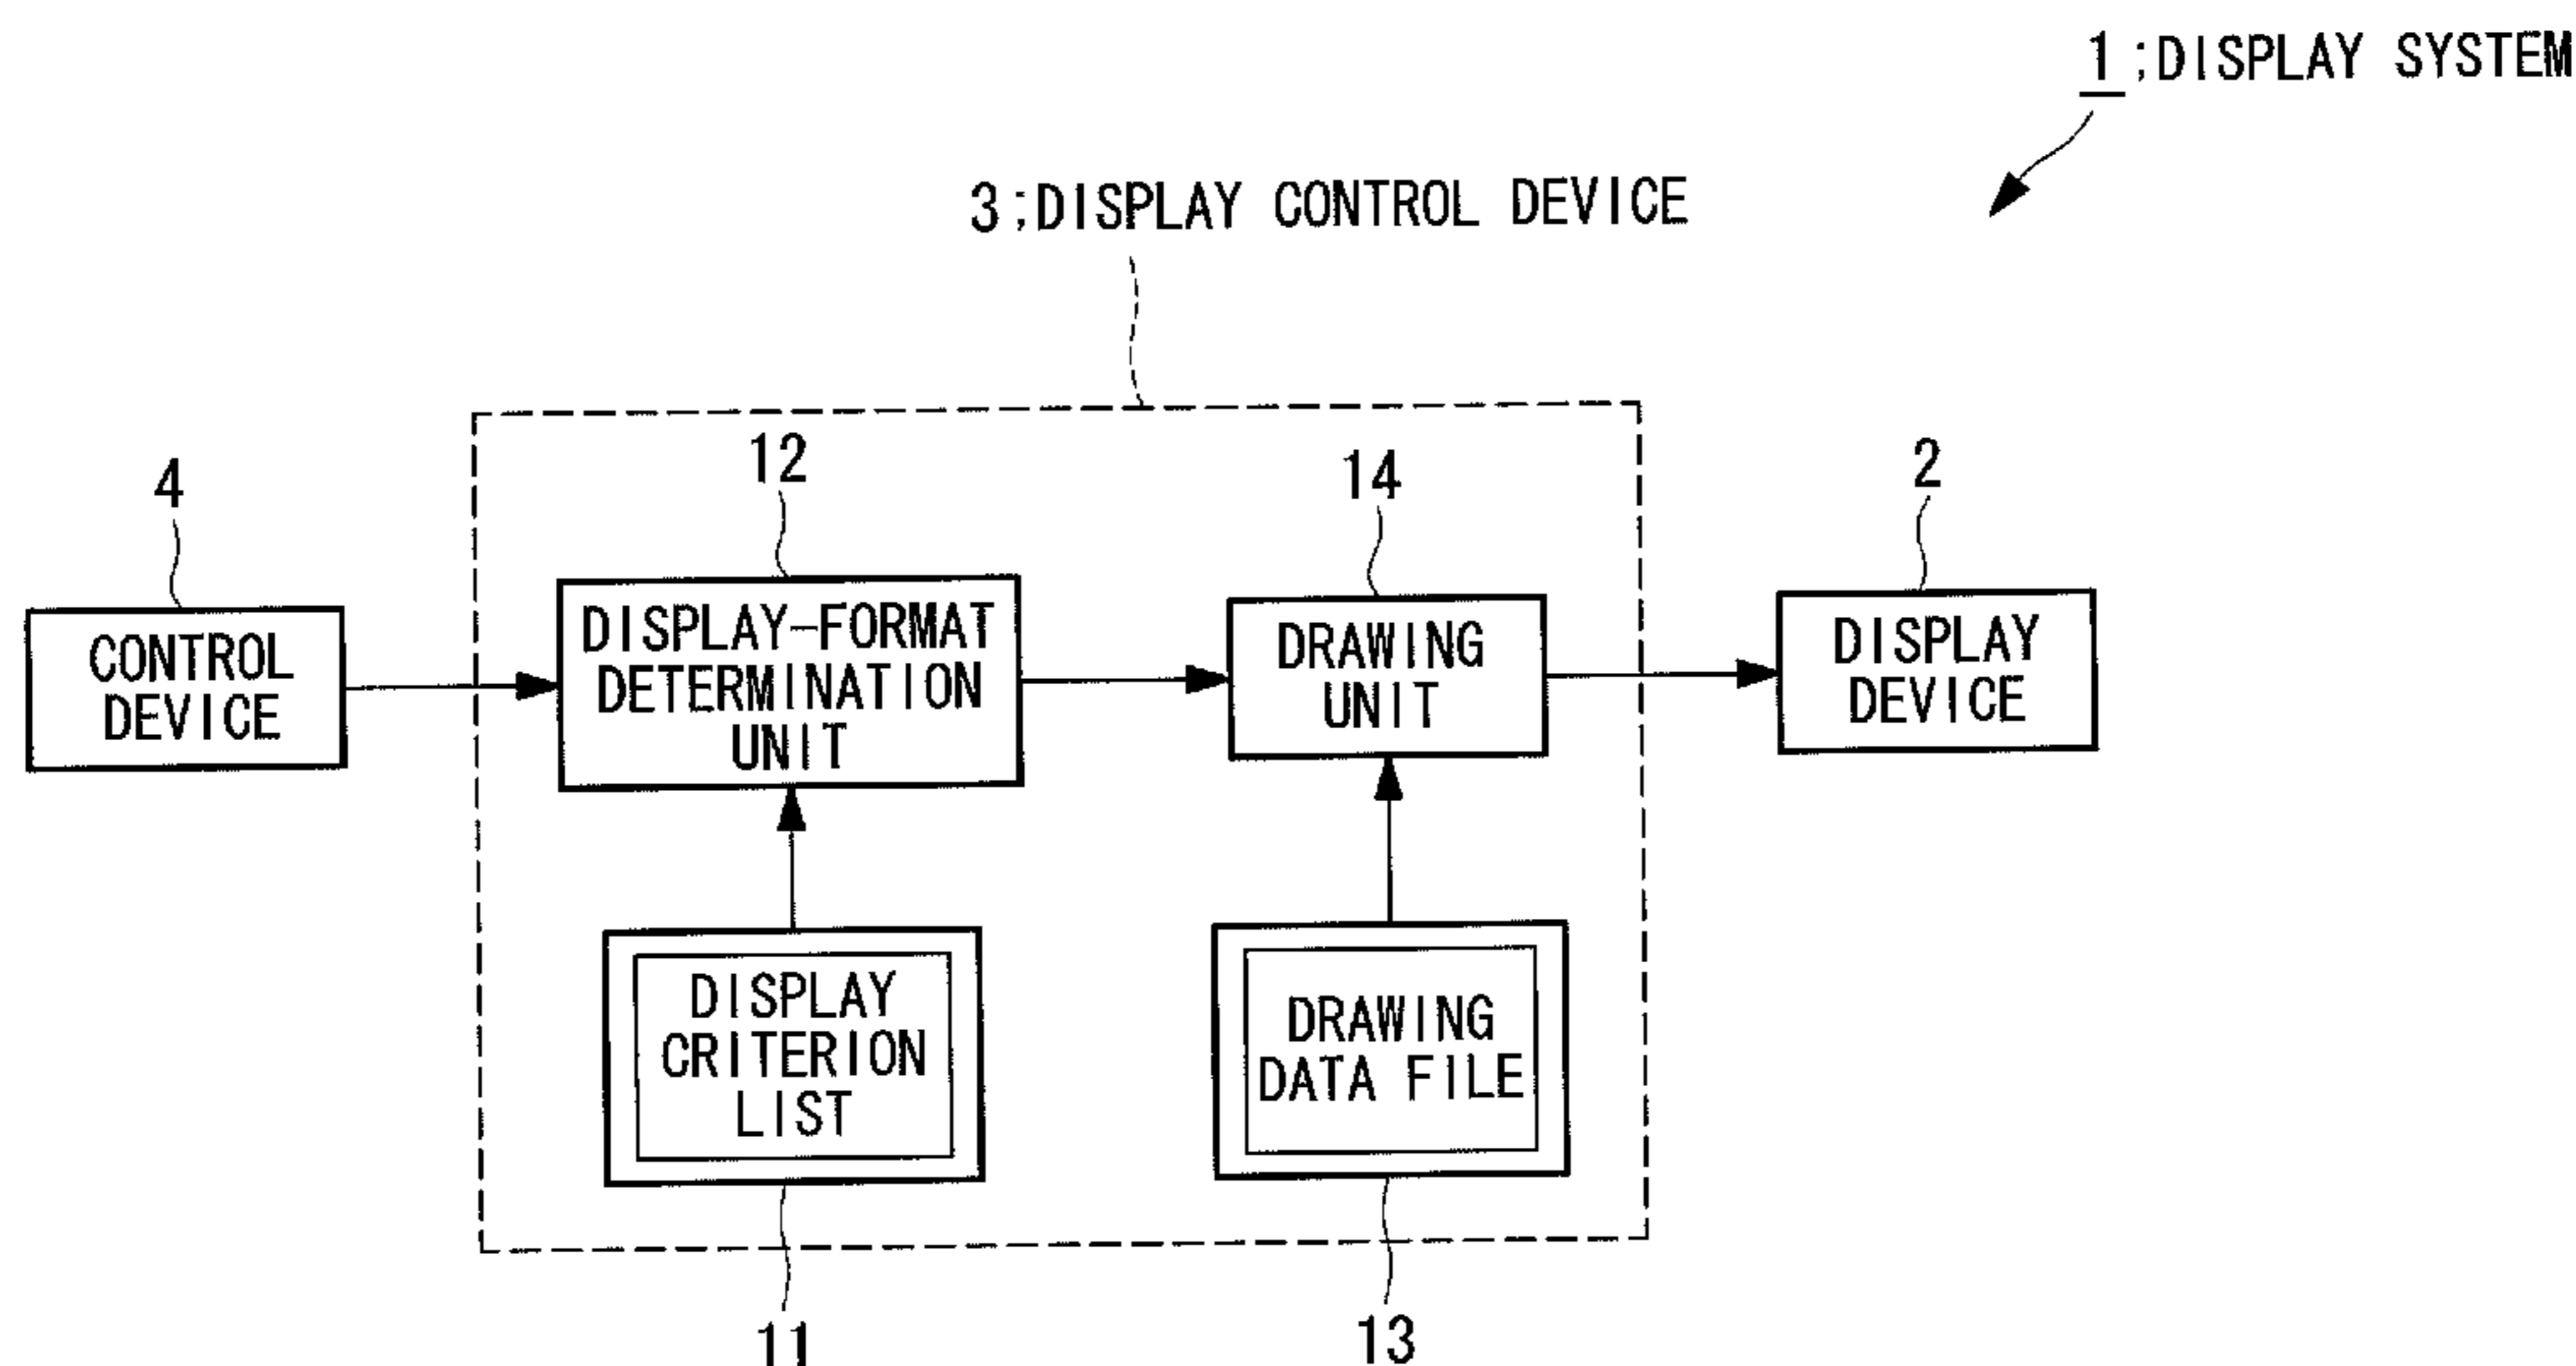 1;DISPLAY SYSTEM
3;DISPLAY CONTROL DEVICE
4
12
14
2
CONTROL
DEVICE
DISPLAY-FORMAT
DETERMINATION
UNIT
DRAWING
UNIT
DISPLAY
DEVICE
DISPLAY
CRITERION
LIST
DRAWING
DATA FILE
11
13